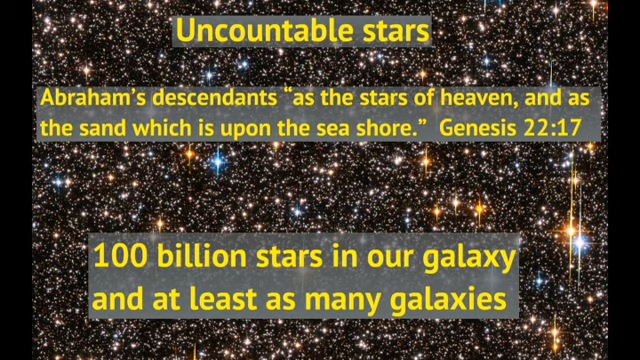 Uncountable stars
Abraham's descendants “as the stars of heaven, and as
the sand which is upon the sea shore.” Genesis 22:17
100 billion stars in our galaxy
and at least as many galaxies